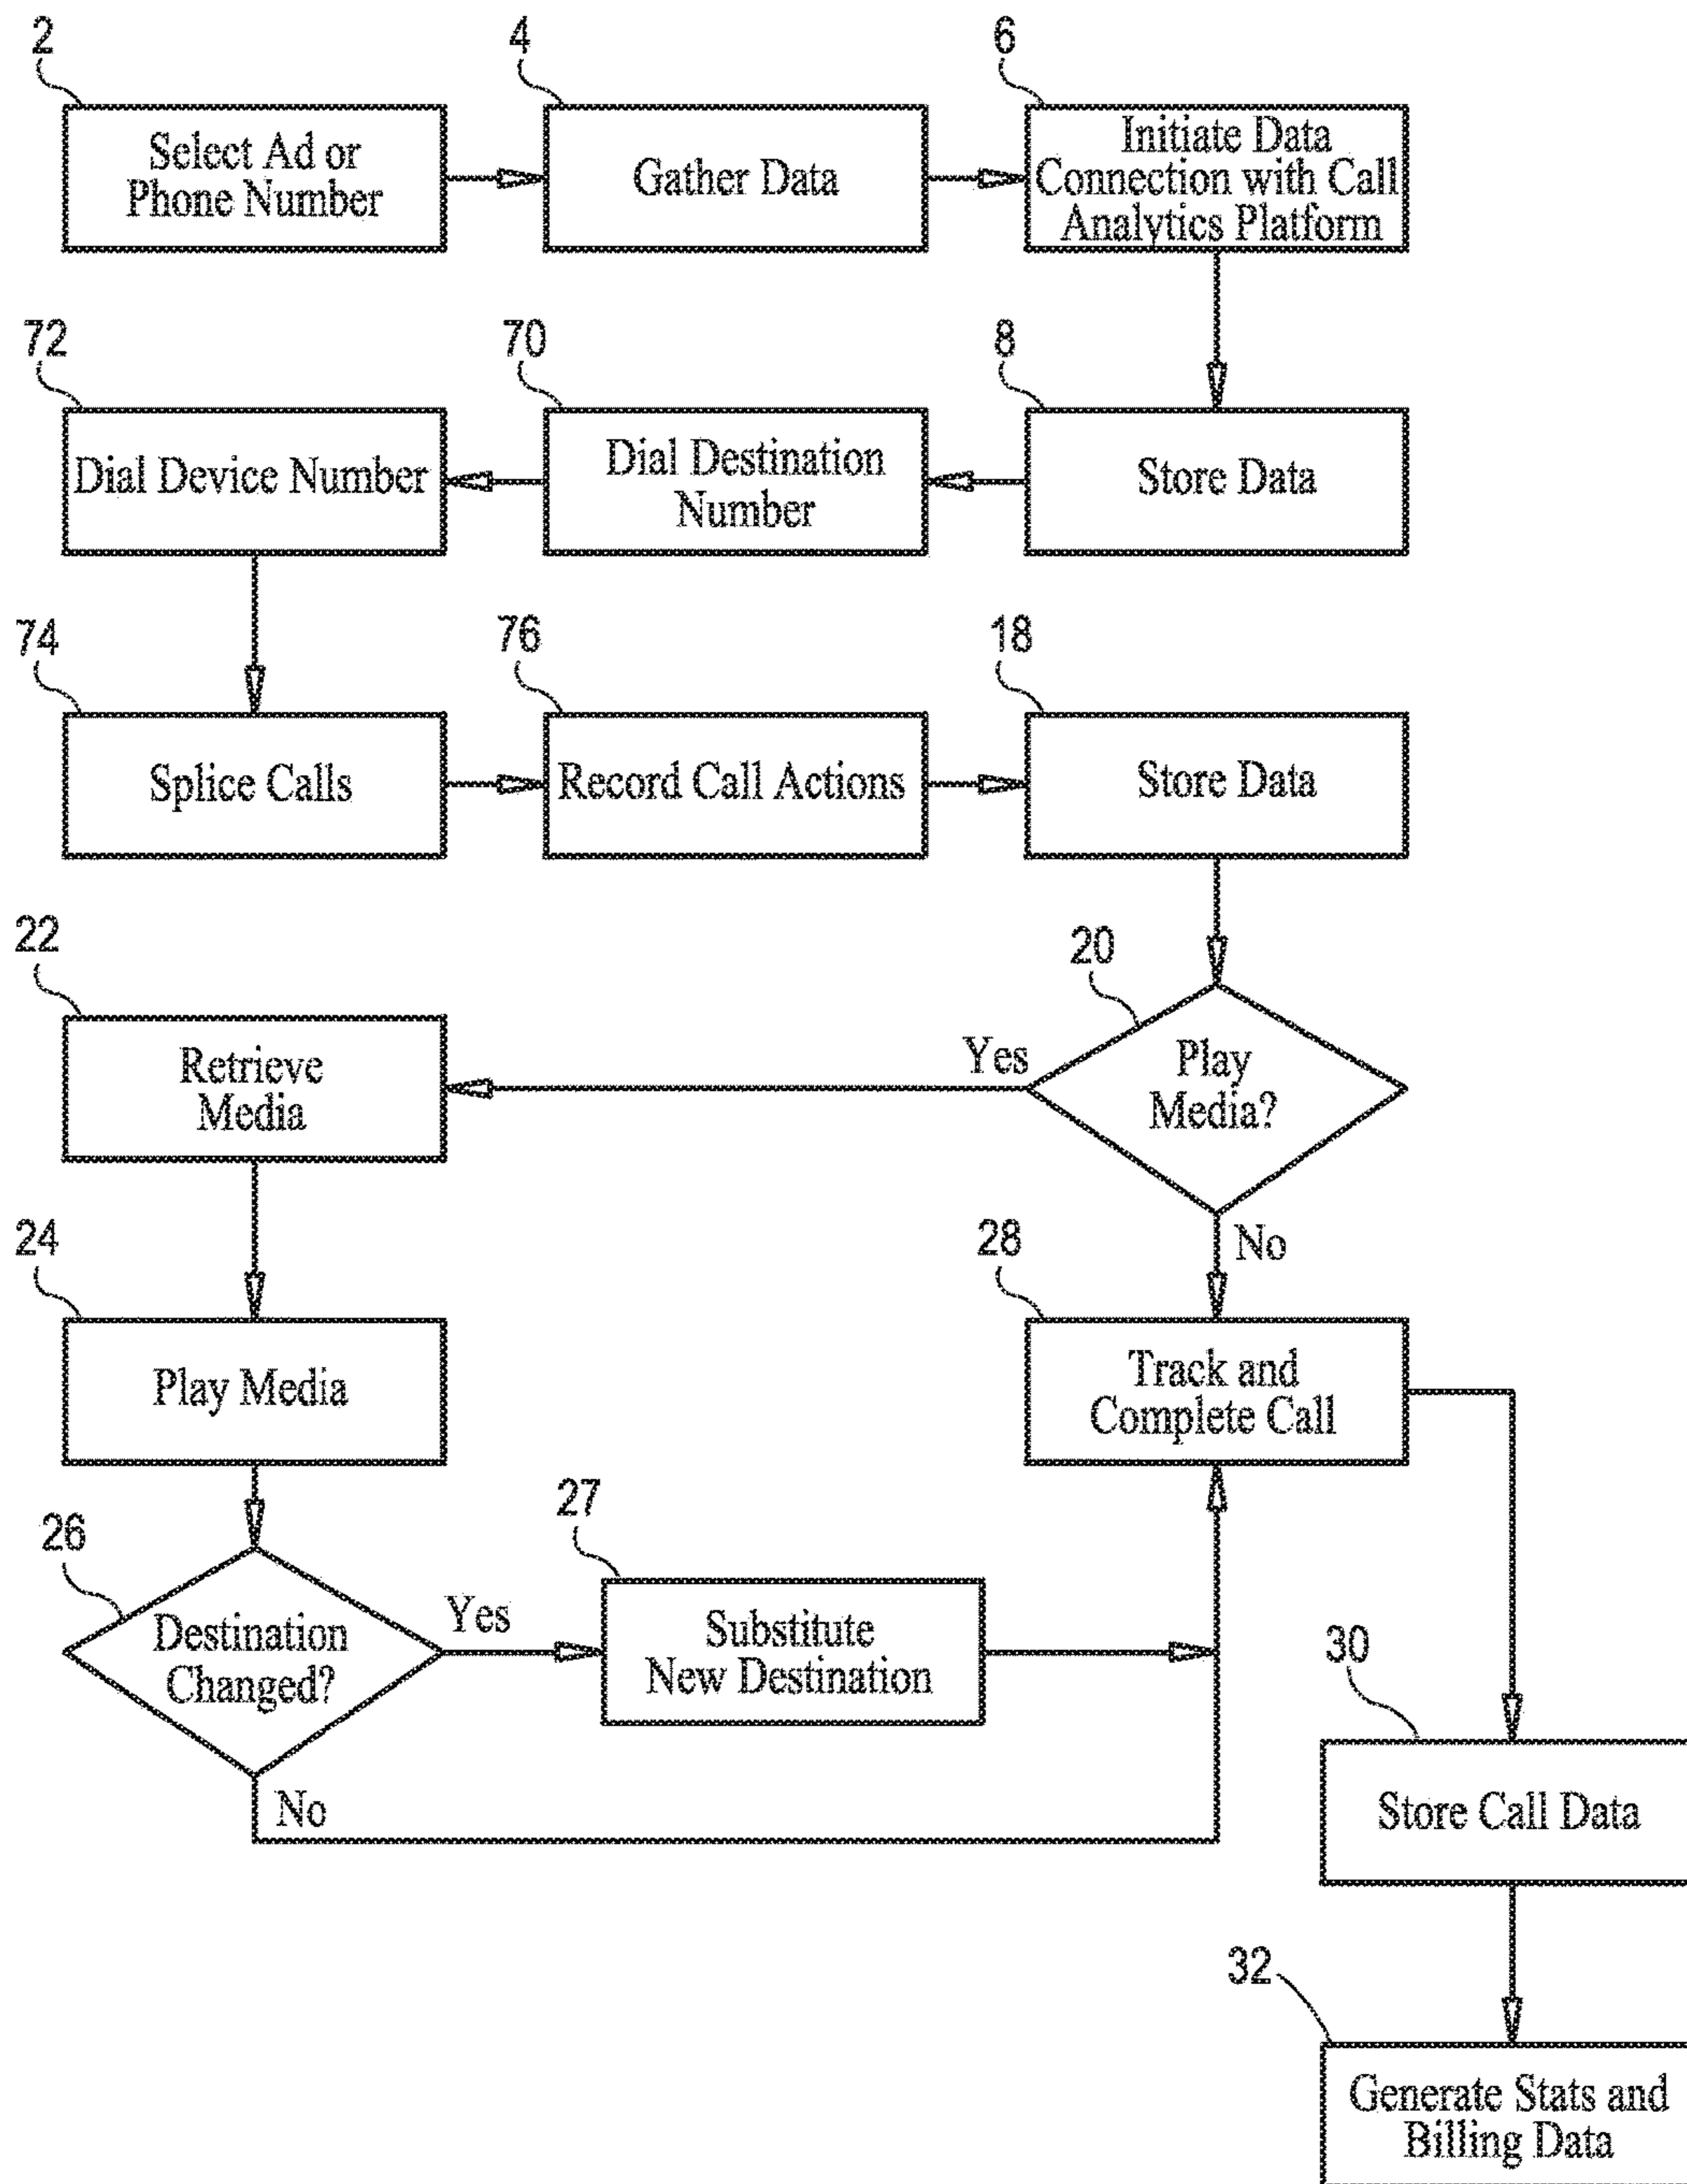 2
4
6
Select Ad or
Phone Number
Gather Data
Initiate Data
Connection with Call
Analytics Platform
72
70
8
Dial Device Number
Dial Destination
Number
Store Data
74
76
18
Splice Calls
Record Call Actions
Store Data
22
20
Retrieve
Media
Yes
Play
Media?
24
28
No
Play Media
Track and
Complete Call
26
27
Destination
Changed?
Yes
Substitute
New Destination
30
No
Store Call Data
32
Generate Stats and
Billing Data